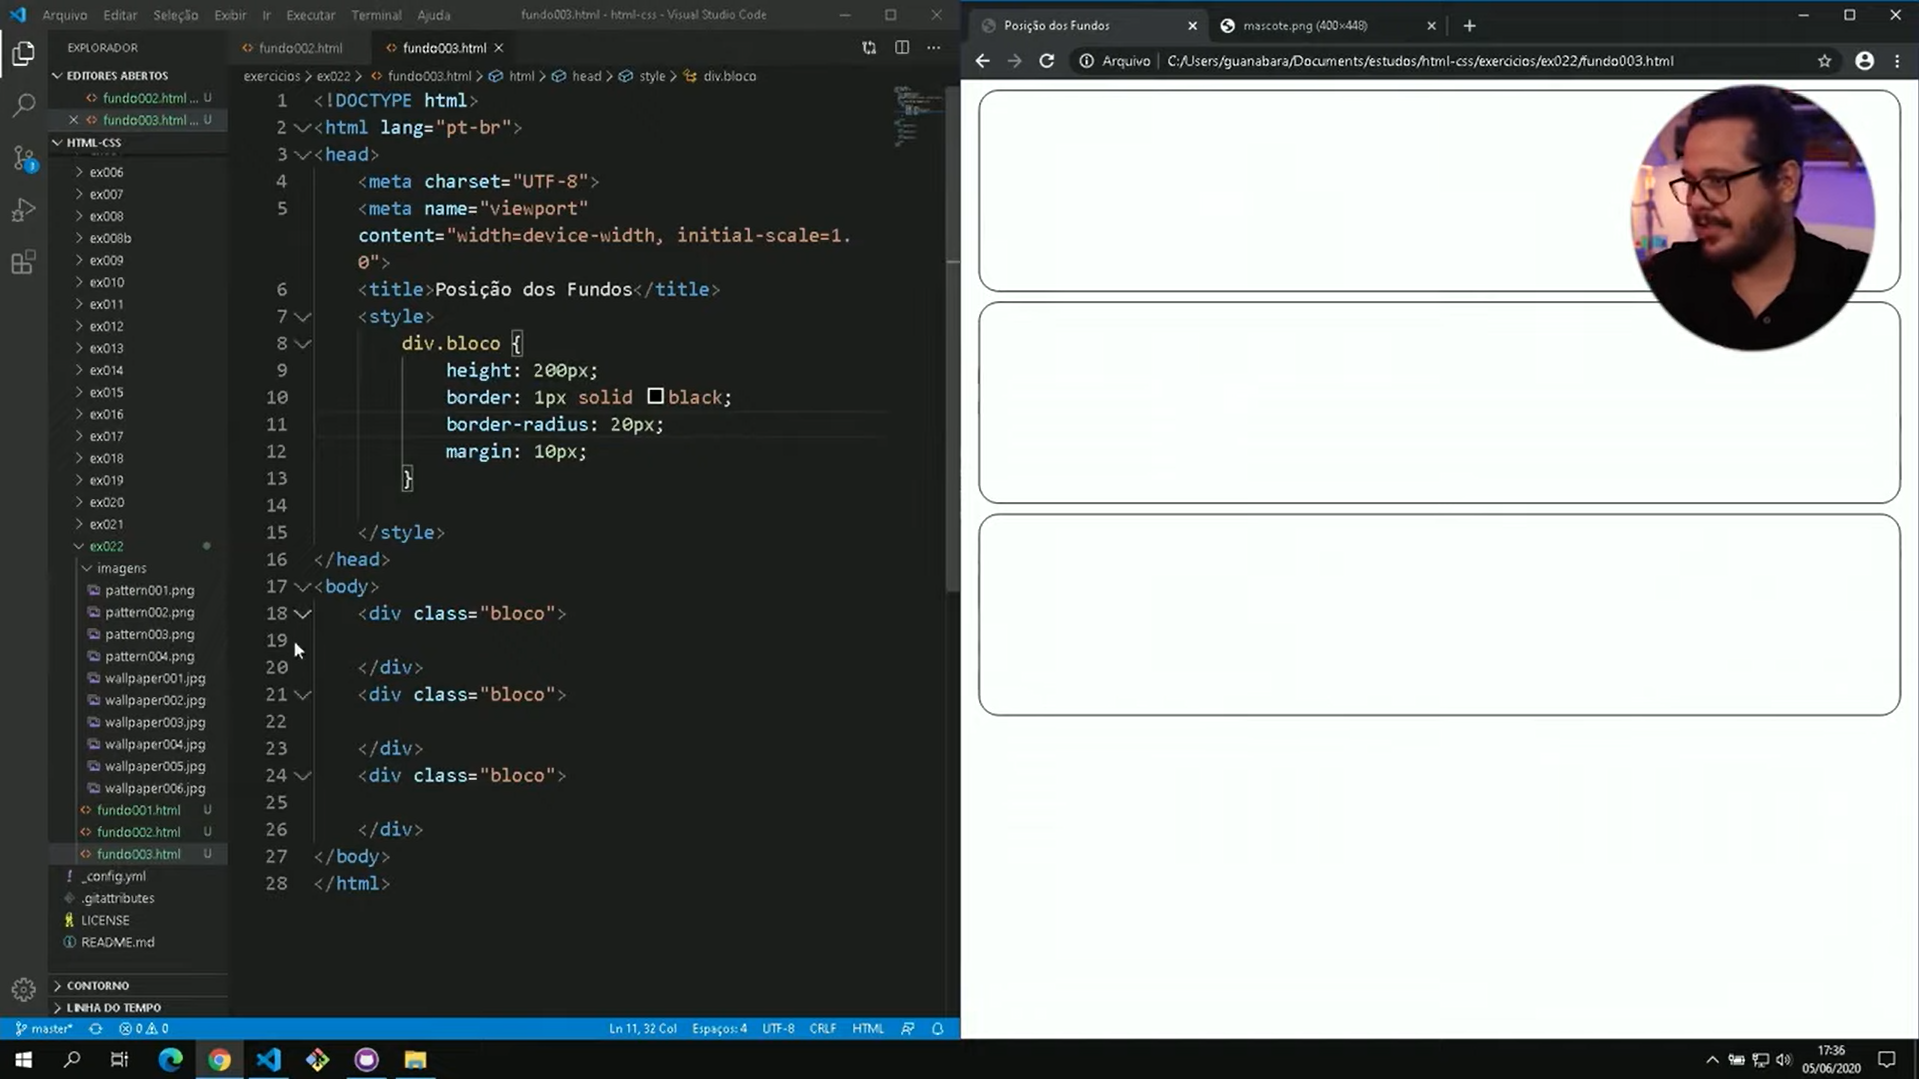 Arquivo Editar Seleção Exibir Ir Executar Terminal Ajuda
fundo003.html - html-css - Visual Studio Code
EXPLORADOR
EDITORES ABERTOS
fundo002.html ... U
fundo003.html ... U
HTML-CSS
ex006
ex007
ex008
ex008b
ex009
ex010
ex011
ex012
ex013
ex014
ex015
ex016
ex017
ex018
ex019
ex020
ex021
ex022
imagens
pattern001.png
pattern002.png
pattern003.png
pattern004.png
wallpaper001.jpg
wallpaper002.jpg
wallpaper003.jpg
wallpaper004.jpg
wallpaper005.jpg
wallpaper006.jpg
fundo001.html U
fundo002.html U
fundo003.html U
_config.yml
.gitattributes
LICENSE
README.md
CONTORNO
LINHA DO TEMPO
fundo002.html fundo003.html
exercicios > ex022 > fundo003.html > html > head > style > div.bloco
1 <!DOCTYPE html>
2 <html lang="pt-br">
3 <head>
4 <meta charset="UTF-8">
5 <meta name="viewport"
content="width=device-width, initial-scale=1.
0">
6 <title>Posição dos Fundos</title>
7 <style>
8 div.bloco {
9 height: 200px;
10 border: 1px solid black;
11 border-radius: 20px;
12 margin: 10px;
13 }
14
15 </style>
16 </head>
17 <body>
18 <div class="bloco">
19
20 </div>
21 <div class="bloco">
22
23 </div>
24 <div class="bloco">
25
26 </div>
27 </body>
28 </html>
master* 0 0 Ln 11, 32 Col Espaços: 4 UTF-8 CRLF HTML
Posição dos Fundos mascote.png (400×448)
Arquivo C:/Users/guanabara/Documents/estudos/html-css/exercicios/ex022/fundo003.html
17:36
05/06/2020